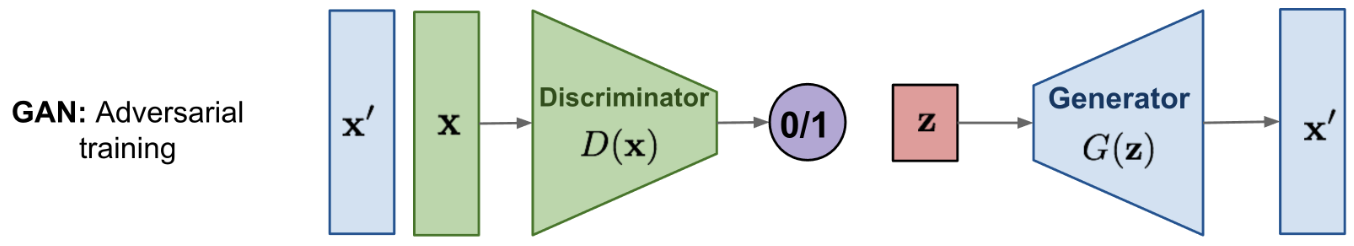 GAN: Adversarial
training
x′
x
Discriminator
D(x)
0/1
z
Generator
G(z)
x′